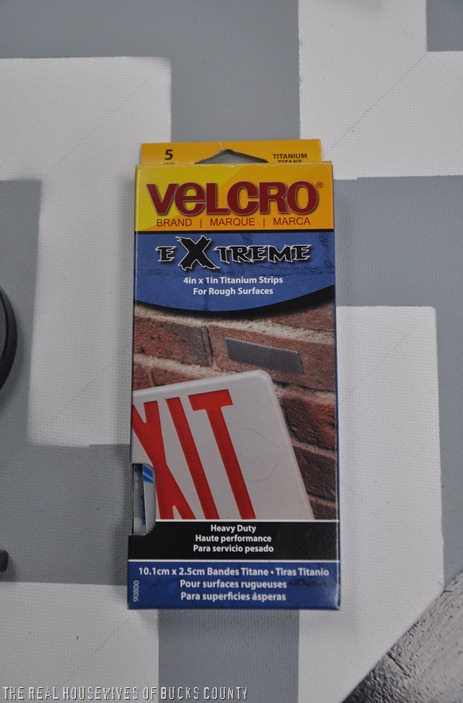 5
TITANIUM
TITANE
VELCRO®
BRAND | MARQUE | MARCA
EXTREME
4in x 1in Titanium Strips
For Rough Surfaces
EXIT
Heavy Duty
Haute performance
Para servicio pesado
10.1cm x 2.5cm Bandes Titane • Tiras Titanio
Pour surfaces rugueuses
Para superficies ásperas
90800
THE REAL HOUSEWIVES OF BUCKS COUNTY